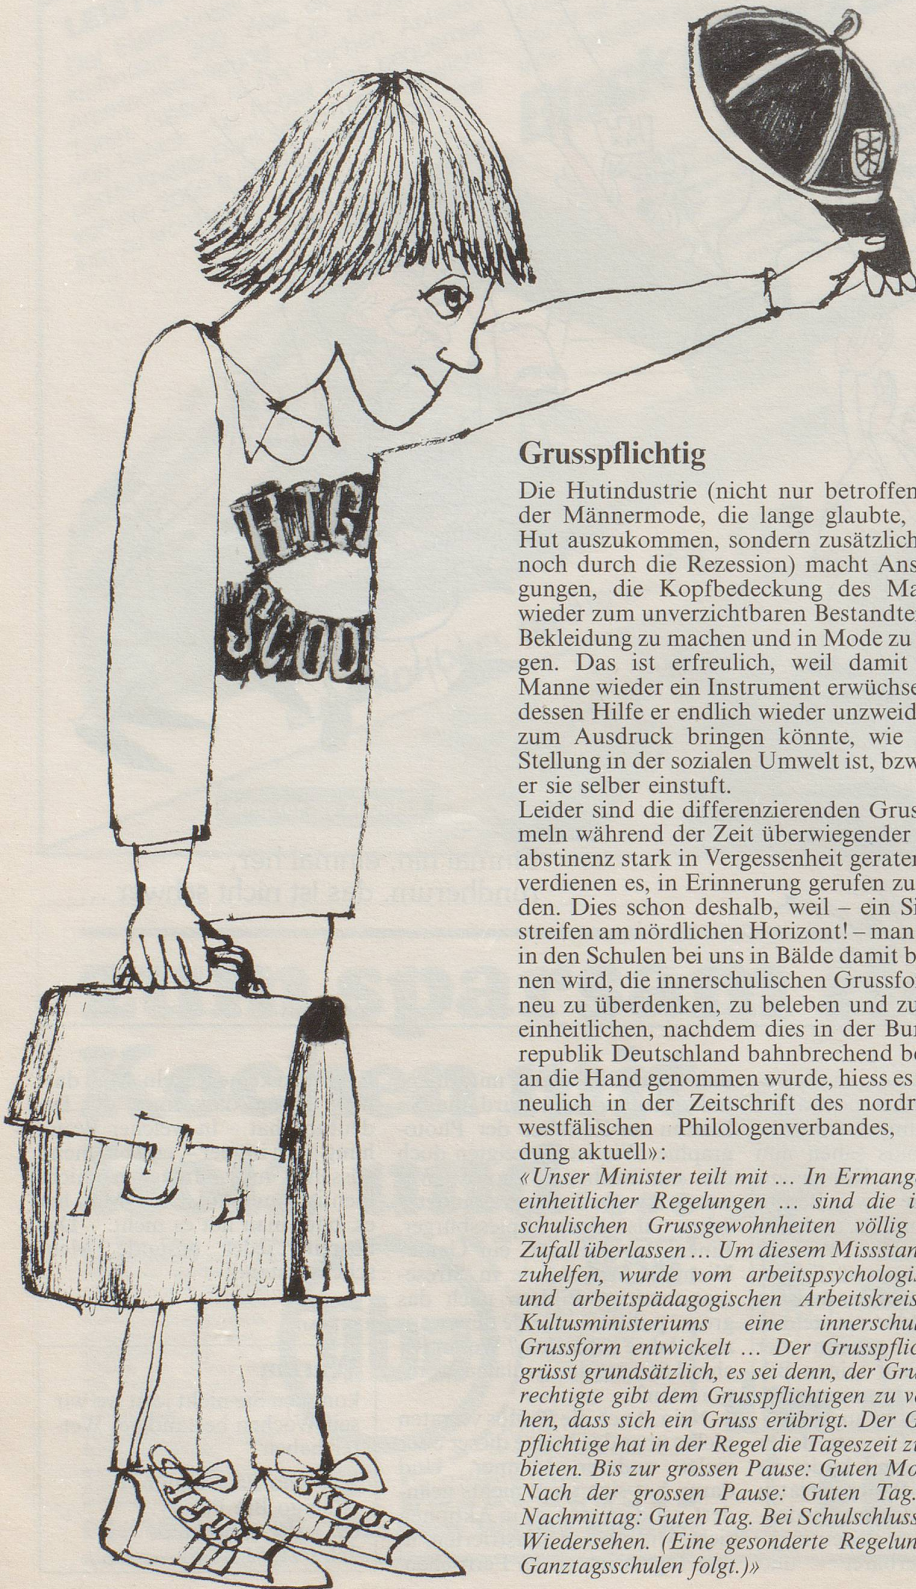 HIG
SCOOl
Grusspflichtig
Die Hutindustrie (nicht nur betroffen
der Männermode, die lange glaubte,
Hut auszukommen, sondern zusätzlich
noch durch die Rezession) macht Ans
gungen, die Kopfbedeckung des Ma
wieder zum unverzichtbaren Bestandte
Bekleidung zu machen und in Mode zu
gen. Das ist erfreulich, weil damit
Manne wieder ein Instrument erwüchse
dessen Hilfe er endlich wieder unzweid
zum Ausdruck bringen könnte, wie
Stellung in der sozialen Umwelt ist, bzw
er sie selber einstuft.
Leider sind die differenzierenden Grus
meln während der Zeit überwiegender
abstinenz stark in Vergessenheit geraten
verdienen es, in Erinnerung gerufen zu
den. Dies schon deshalb, weil – ein Si
streifen am nördlichen Horizont! – man
in den Schulen bei uns in Bälde damit b
nen wird, die innerschulischen Grussfo
neu zu überdenken, zu beleben und zu
einheitlichen, nachdem dies in der Bu
republik Deutschland bahnbrechend be
an die Hand genommen wurde, hiess es
neulich in der Zeitschrift des nordr
westfälischen Philologenverbandes,
dung aktuell»:
«Unser Minister teilt mit ... In Ermange
einheitlicher Regelungen ... sind die i
schulischen Grussgewohnheiten völlig
Zufall überlassen ... Um diesem Missstan
zuhelfen, wurde vom arbeitspsychologi
und arbeitspädagogischen Arbeitskreis
Kultusministeriums eine innerschul
Grussform entwickelt ... Der Grusspflic
grüsst grundsätzlich, es sei denn, der Gru
rechtigte gibt dem Grusspflichtigen zu ve
hen, dass sich ein Gruss erübrigt. Der G
pflichtige hat in der Regel die Tageszeit z
bieten. Bis zur grossen Pause: Guten Mo
Nach der grossen Pause: Guten Tag.
Nachmittag: Guten Tag. Bei Schulschluss
Wiedersehen. (Eine gesonderte Regelun
Ganztagsschulen folgt.)»